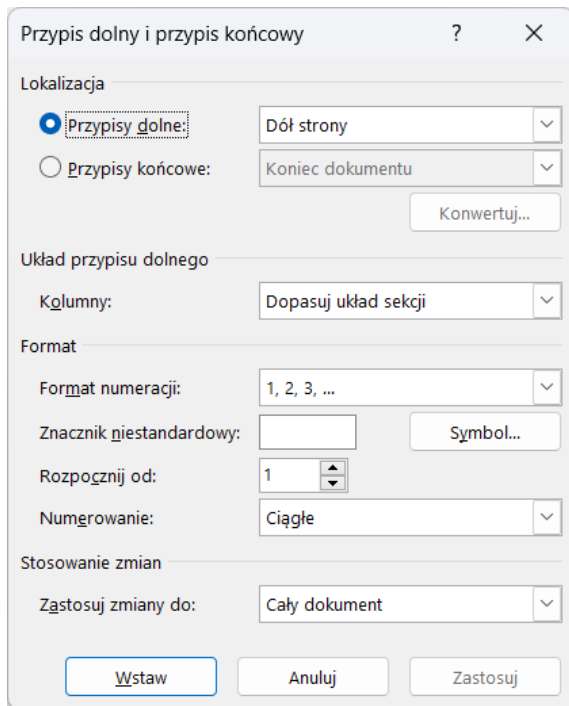 Przypis dolny i przypis końcowy ?
Lokalizacja
Przypisy dolne: Dół strony
Przypisy końcowe: Koniec dokumentu
Konwertuj...
Układ przypisu dolnego
Kolumny: Dopasuj układ sekcji
Format
Format numeracji: 1, 2, 3, ...
Znacznik niestandardowy: Symbol...
Rozpocznij od: 1
Numerowanie: Ciągłe
Stosowanie zmian
Zastosuj zmiany do: Cały dokument
Wstaw Anuluj Zastosuj